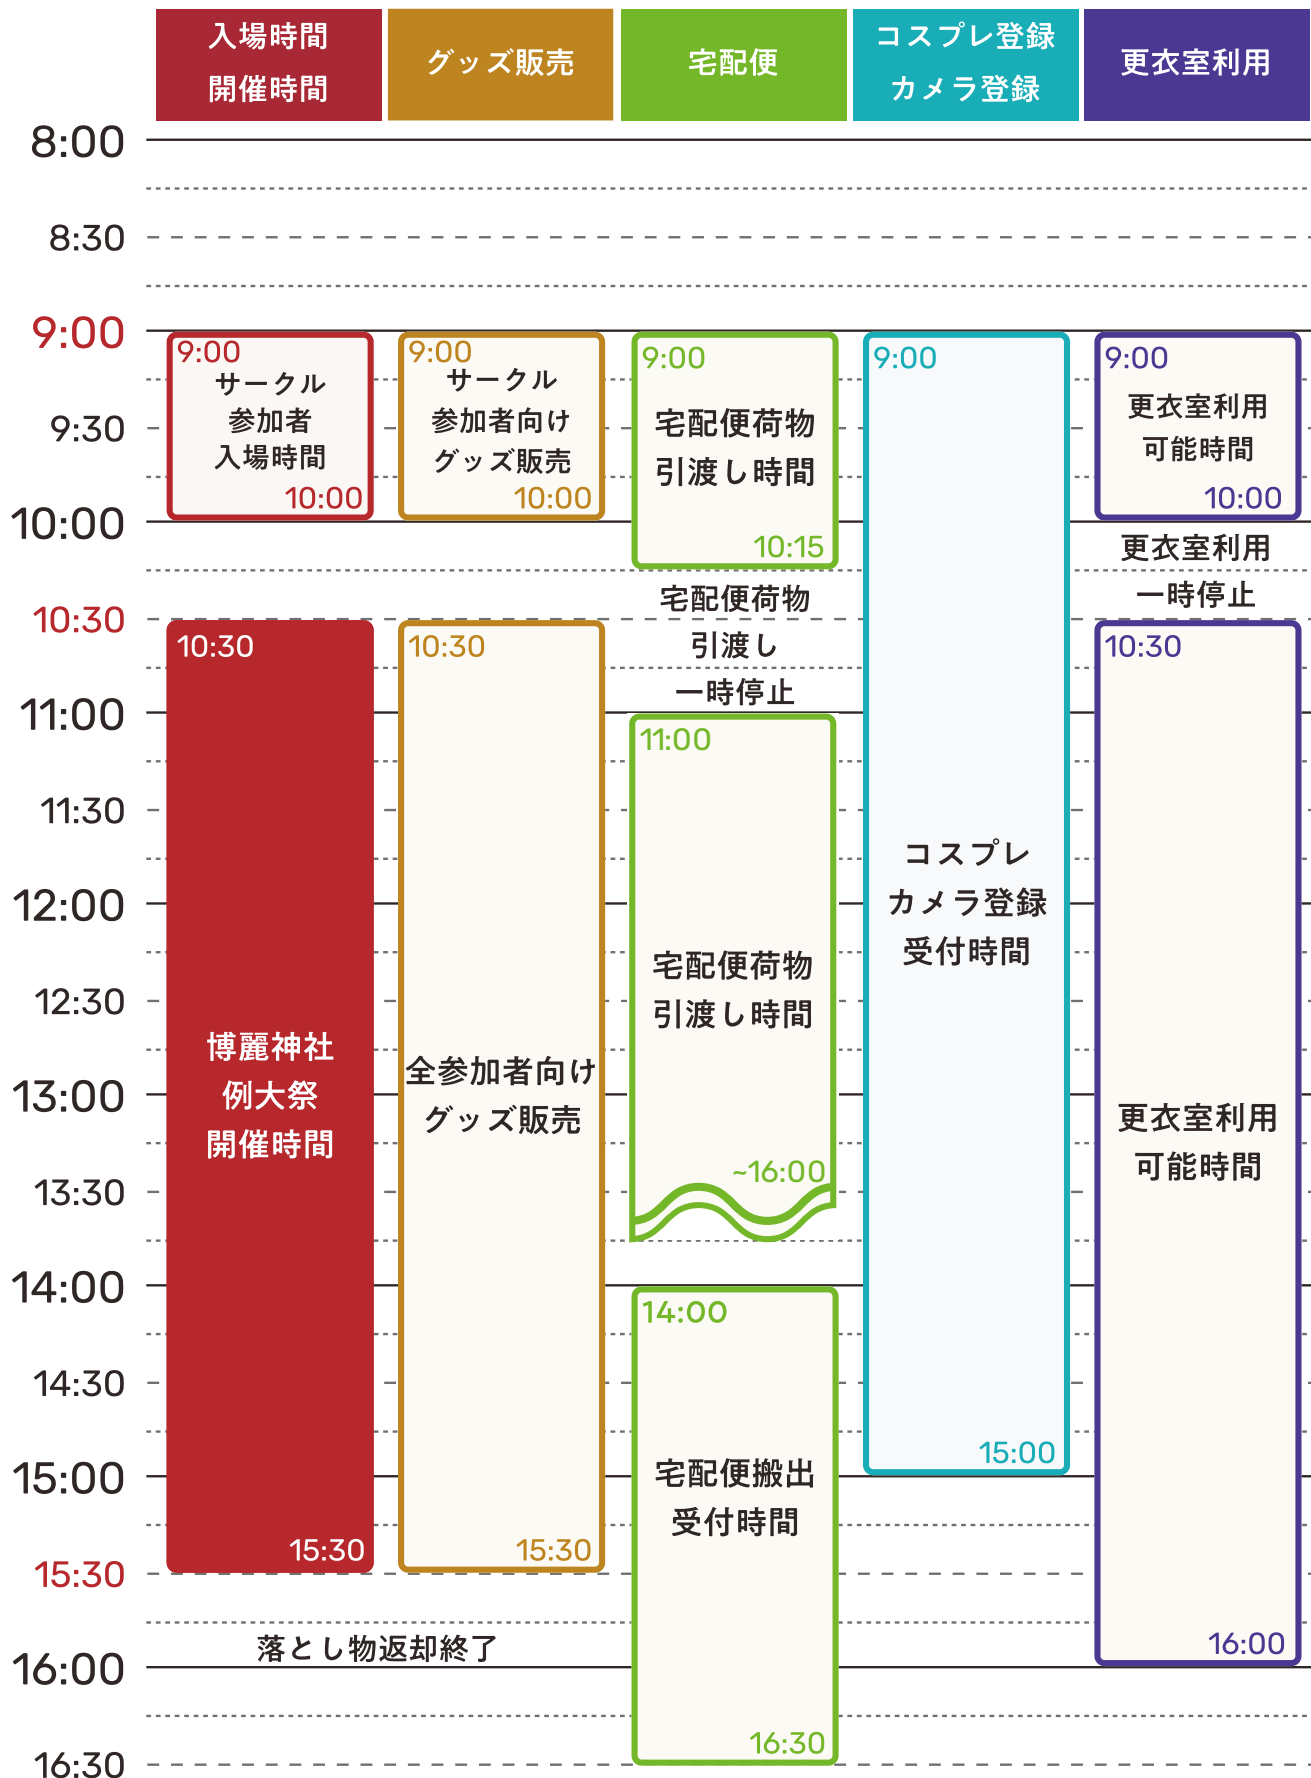 入場時間
開催時間
グッズ販売
宅配便
コスプレ登録
カメラ登録
更衣室利用
8:00
8:30
9:00
9:30
10:00
10:30
11:00
11:30
12:00
12:30
13:00
13:30
14:00
14:30
15:00
15:30
16:00
16:30
9:00
サークル
参加者
入場時間
10:00
10:30
博麗神社
例大祭
開催時間
15:30
落とし物返却終了
9:00
サークル
参加者向け
グッズ販売
10:00
10:30
全参加者向け
グッズ販売
15:30
9:00
宅配便荷物
引渡し時間
10:15
宅配便荷物
引渡し
一時停止
11:00
宅配便荷物
引渡し時間
~16:00
14:00
宅配便搬出
受付時間
16:30
9:00
コスプレ
カメラ登録
受付時間
15:00
9:00
更衣室利用
可能時間
10:00
更衣室利用
一時停止
10:30
更衣室利用
可能時間
16:00